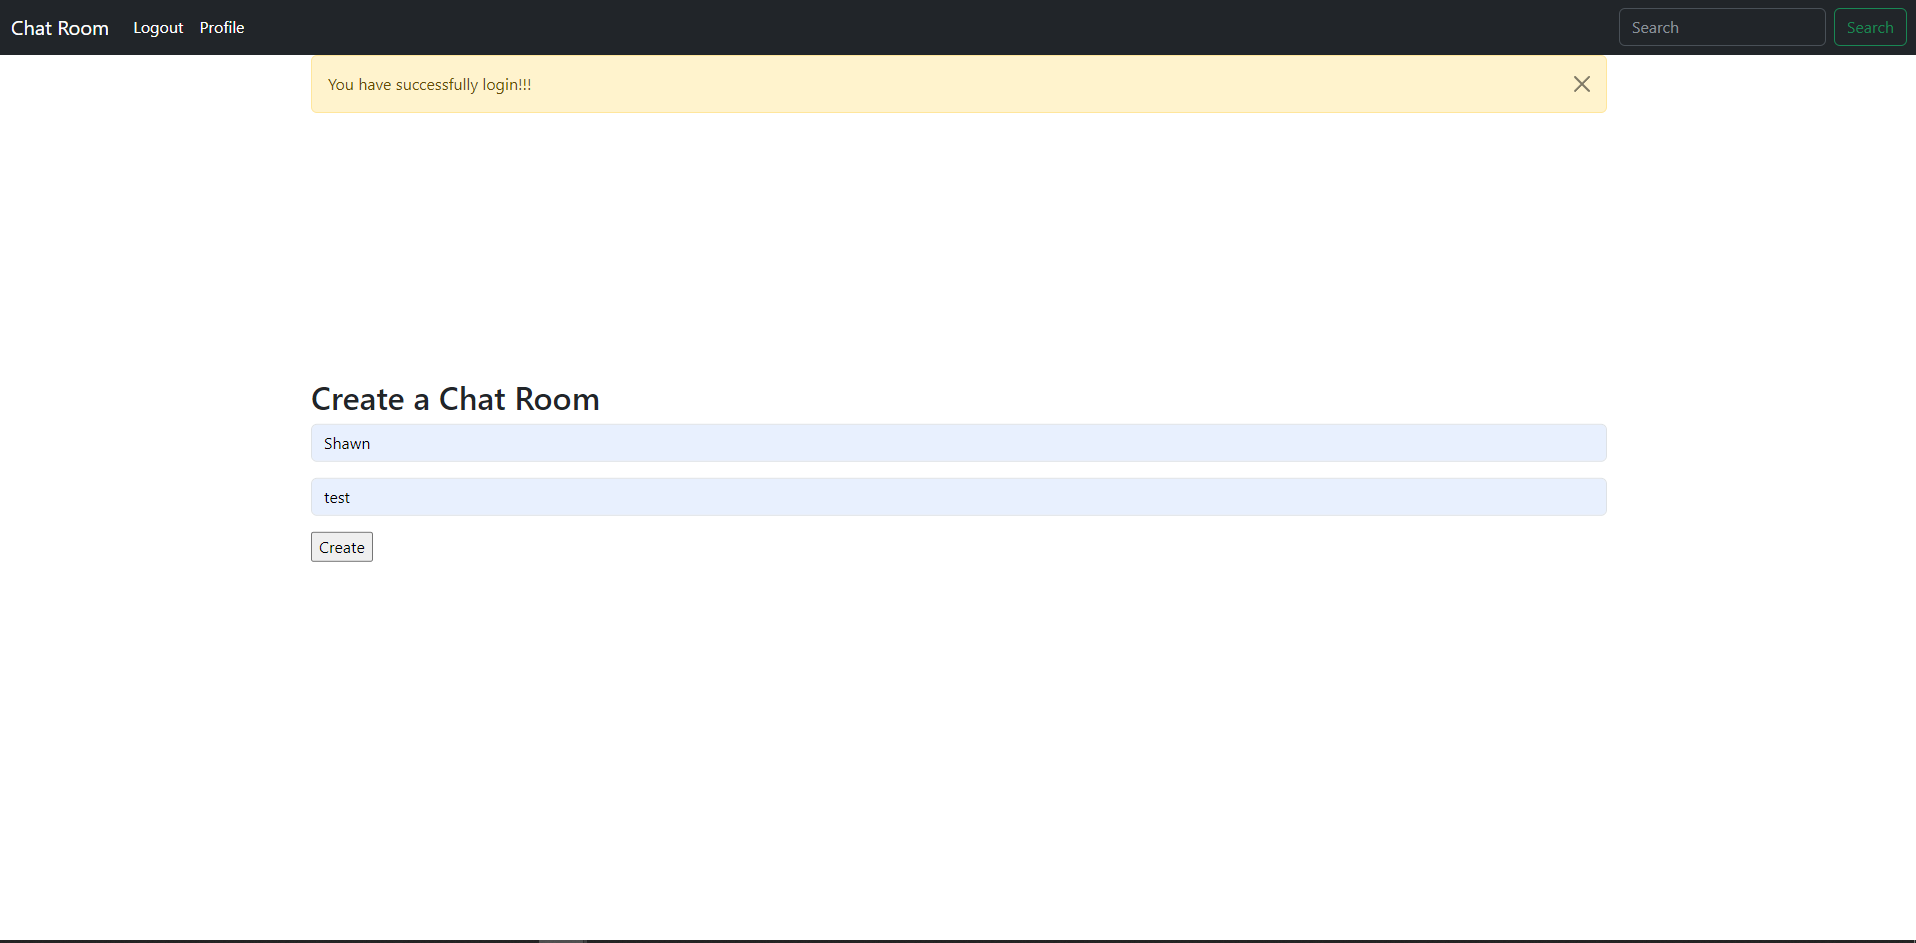 Chat Room Logout Profile Search Search
You have successfully login!!!
Create a Chat Room
Shawn
test
Create